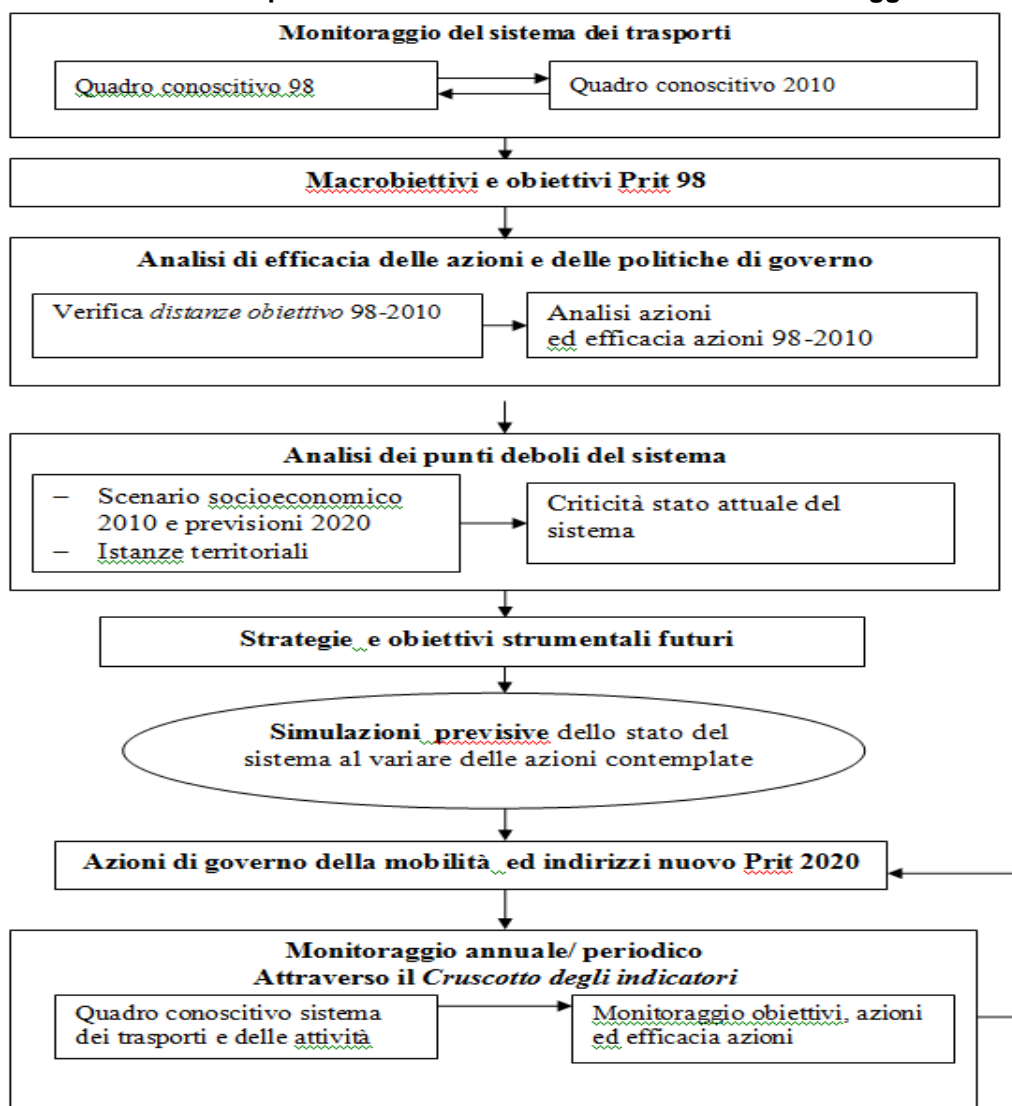 Monitoraggio del sistema dei trasporti
Quadro conoscitivo 98
Quadro conoscitivo 2010
Macrobiettivi e obiettivi Prit 98
Analisi di efficacia delle azioni e delle politiche di governo
Verifica distanze obiettivo 98-2010
Analisi azioni
ed efficacia azioni 98-2010
Analisi dei punti deboli del sistema
– Scenario socioeconomico
2010 e previsioni 2020
– Istanze territoriali
Criticità stato attuale del
sistema
Strategie e obiettivi strumentali futuri
Simulazioni previsive dello stato del
sistema al variare delle azioni contemplate
Azioni di governo della mobilità ed indirizzi nuovo Prit 2020
Monitoraggio annuale/ periodico
Attraverso il Cruscotto degli indicatori
Quadro conoscitivo sistema
dei trasporti e delle attività
Monitoraggio obiettivi, azioni
ed efficacia azioni